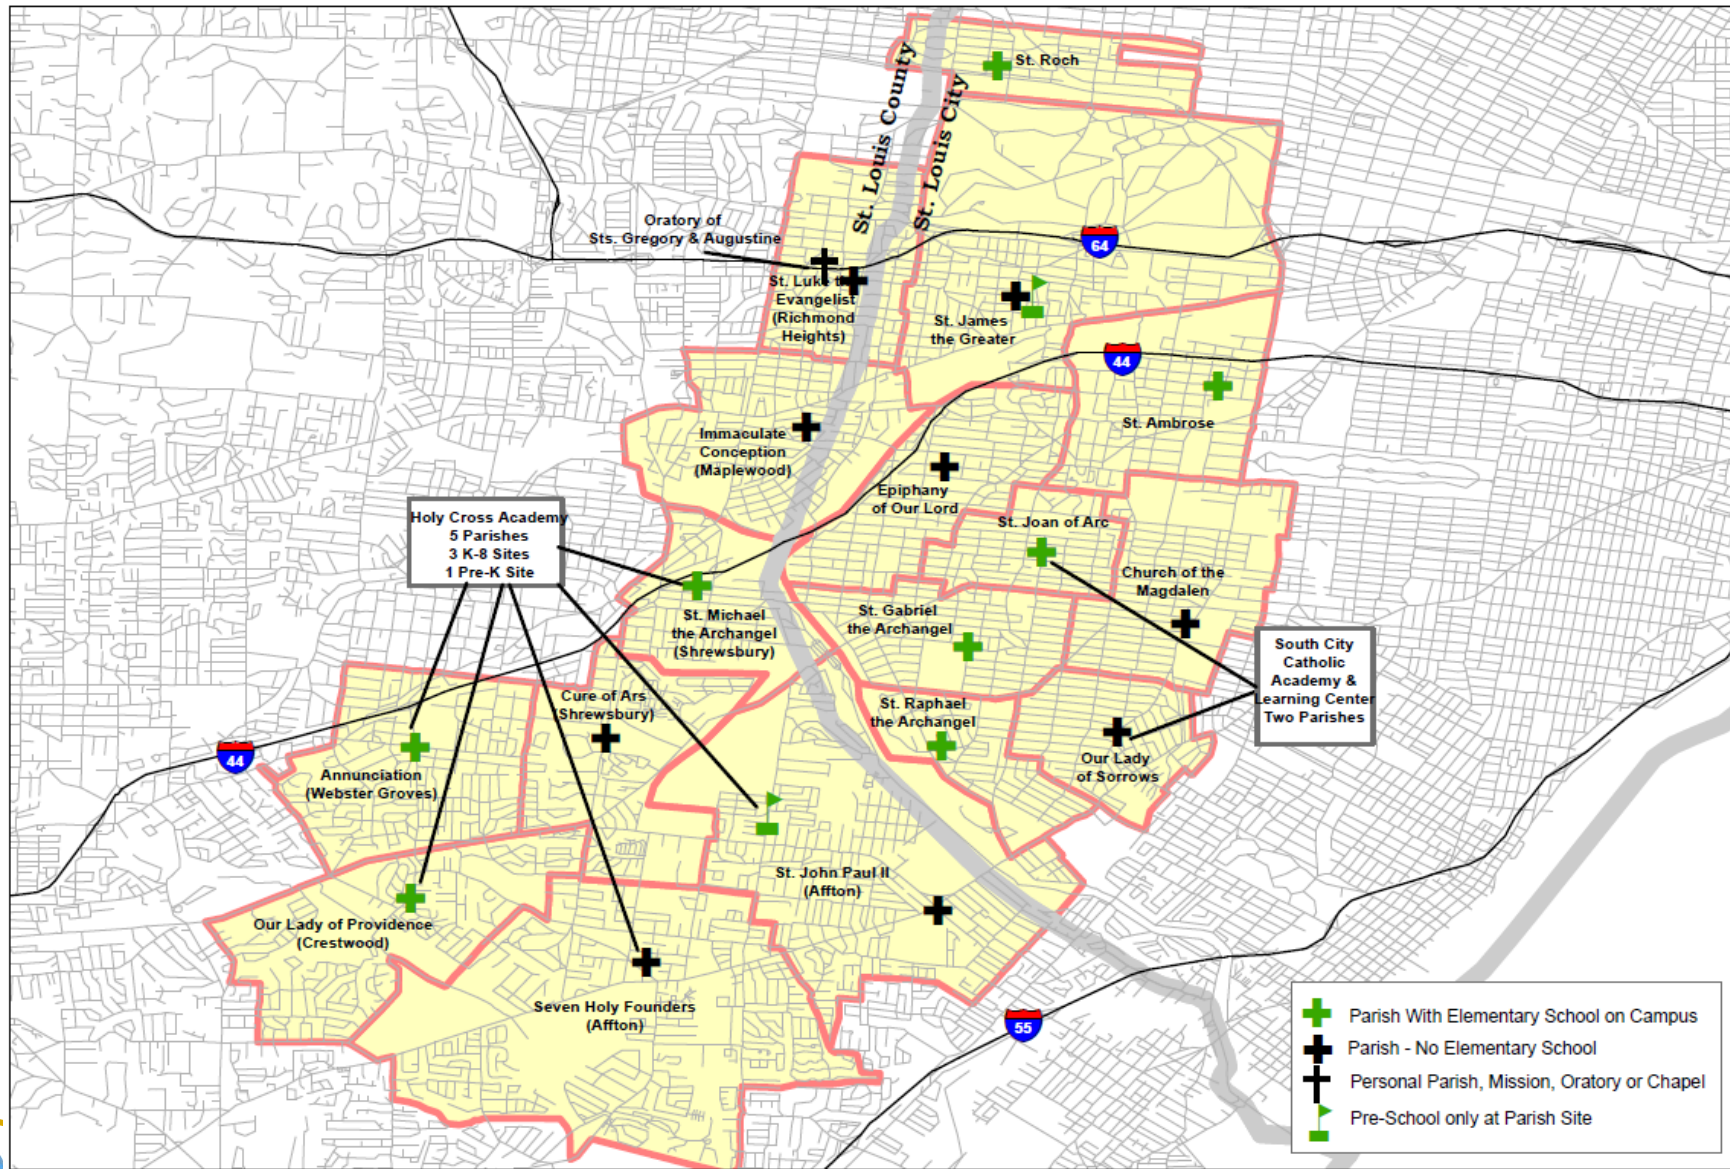 St. Roch
St. Louis County
St. Louis City
Oratory of
Sts. Gregory & Augustine
64
St. Luke the
Evangelist
(Richmond
Heights)
St. James
the Greater
44
St. Ambrose
Immaculate
Conception
(Maplewood)
Epiphany
of Our Lord
Holy Cross Academy
5 Parishes
3 K-8 Sites
1 Pre-K Site
St. Joan of Arc
Church of the
Magdalen
St. Michael
the Archangel
(Shrewsbury)
St. Gabriel
the Archangel
South City
Catholic
Academy &
Learning Center
Two Parishes
Cure of Ars
(Shrewsbury)
St. Raphael
the Archangel
44
Annunciation
(Webster Groves)
Our Lady
of Sorrows
St. John Paul II
(Affton)
Our Lady of Providence
(Crestwood)
Seven Holy Founders
(Affton)
55
Parish With Elementary School on Campus
Parish - No Elementary School
Personal Parish, Mission, Oratory or Chapel
Pre-School only at Parish Site